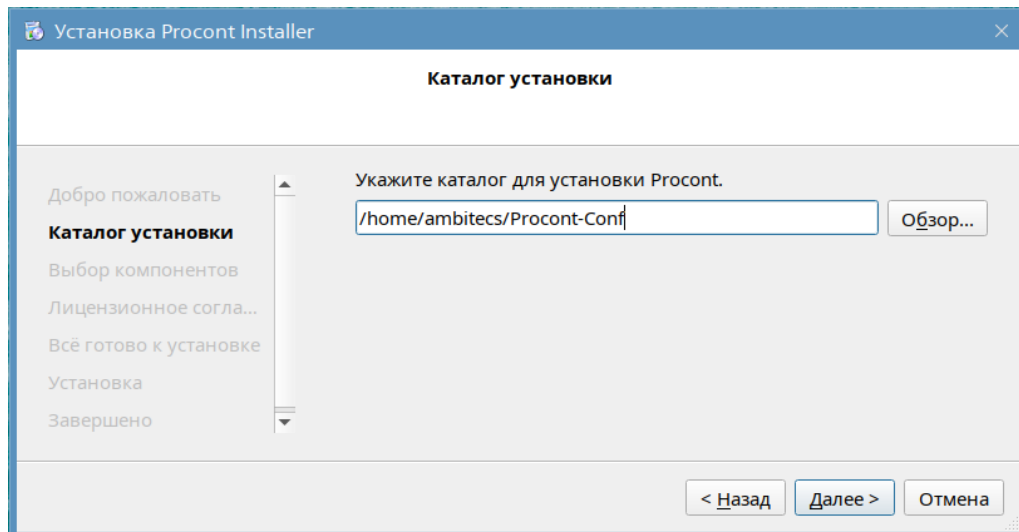 Установка Procont Installer
Каталог установки
Добро пожаловать
Каталог установки
Выбор компонентов
Лицензионное согла...
Всё готово к установке
Установка
Завершено
Укажите каталог для установки Procont.
/home/ambitecs/Procont-Conf
Обзор...
< Назад
Далее >
Отмена